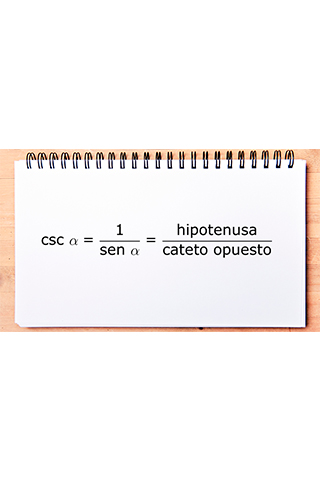 csc α = 1/sen α = hipotenusa/cateto opuesto